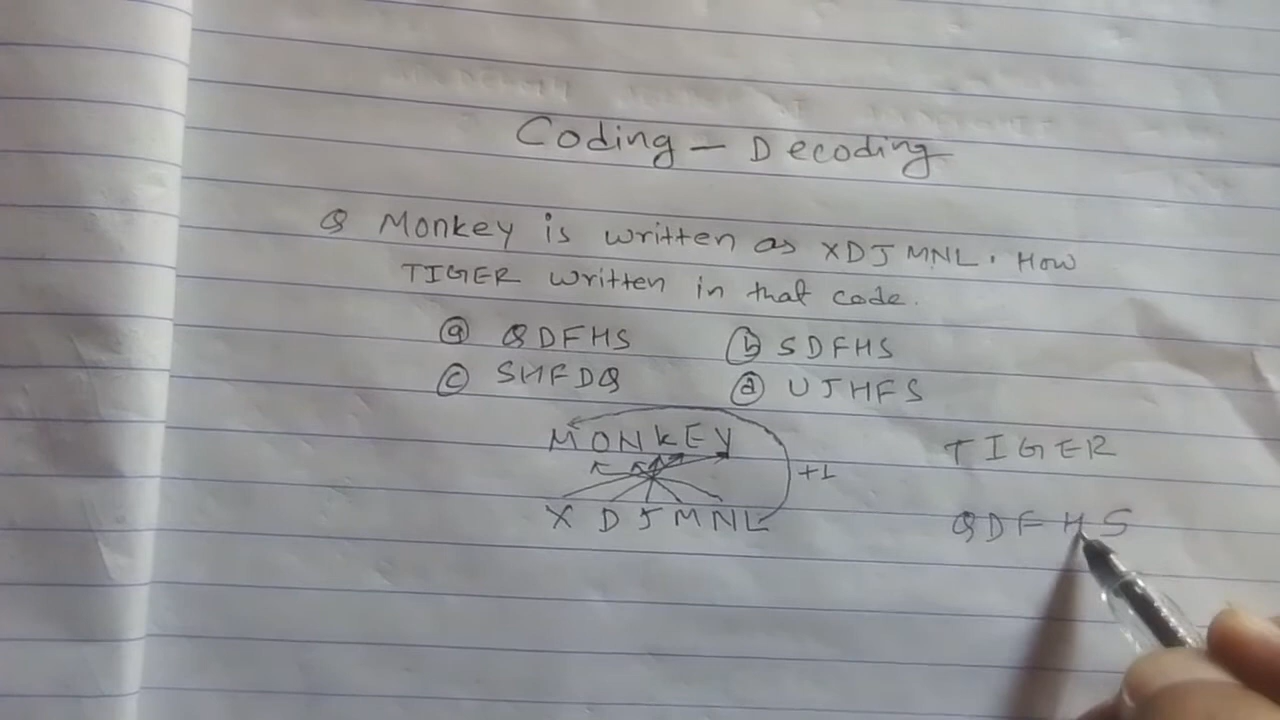 Coding - Decoding
Q Monkey is written as XDJMNL. How
TIGER written in that code.
(a) QDFHS (b) SDFHS
(c) SHFDQ (d) UJHFS
MONKEY TIGER
+1
XDJMNL QDFHS